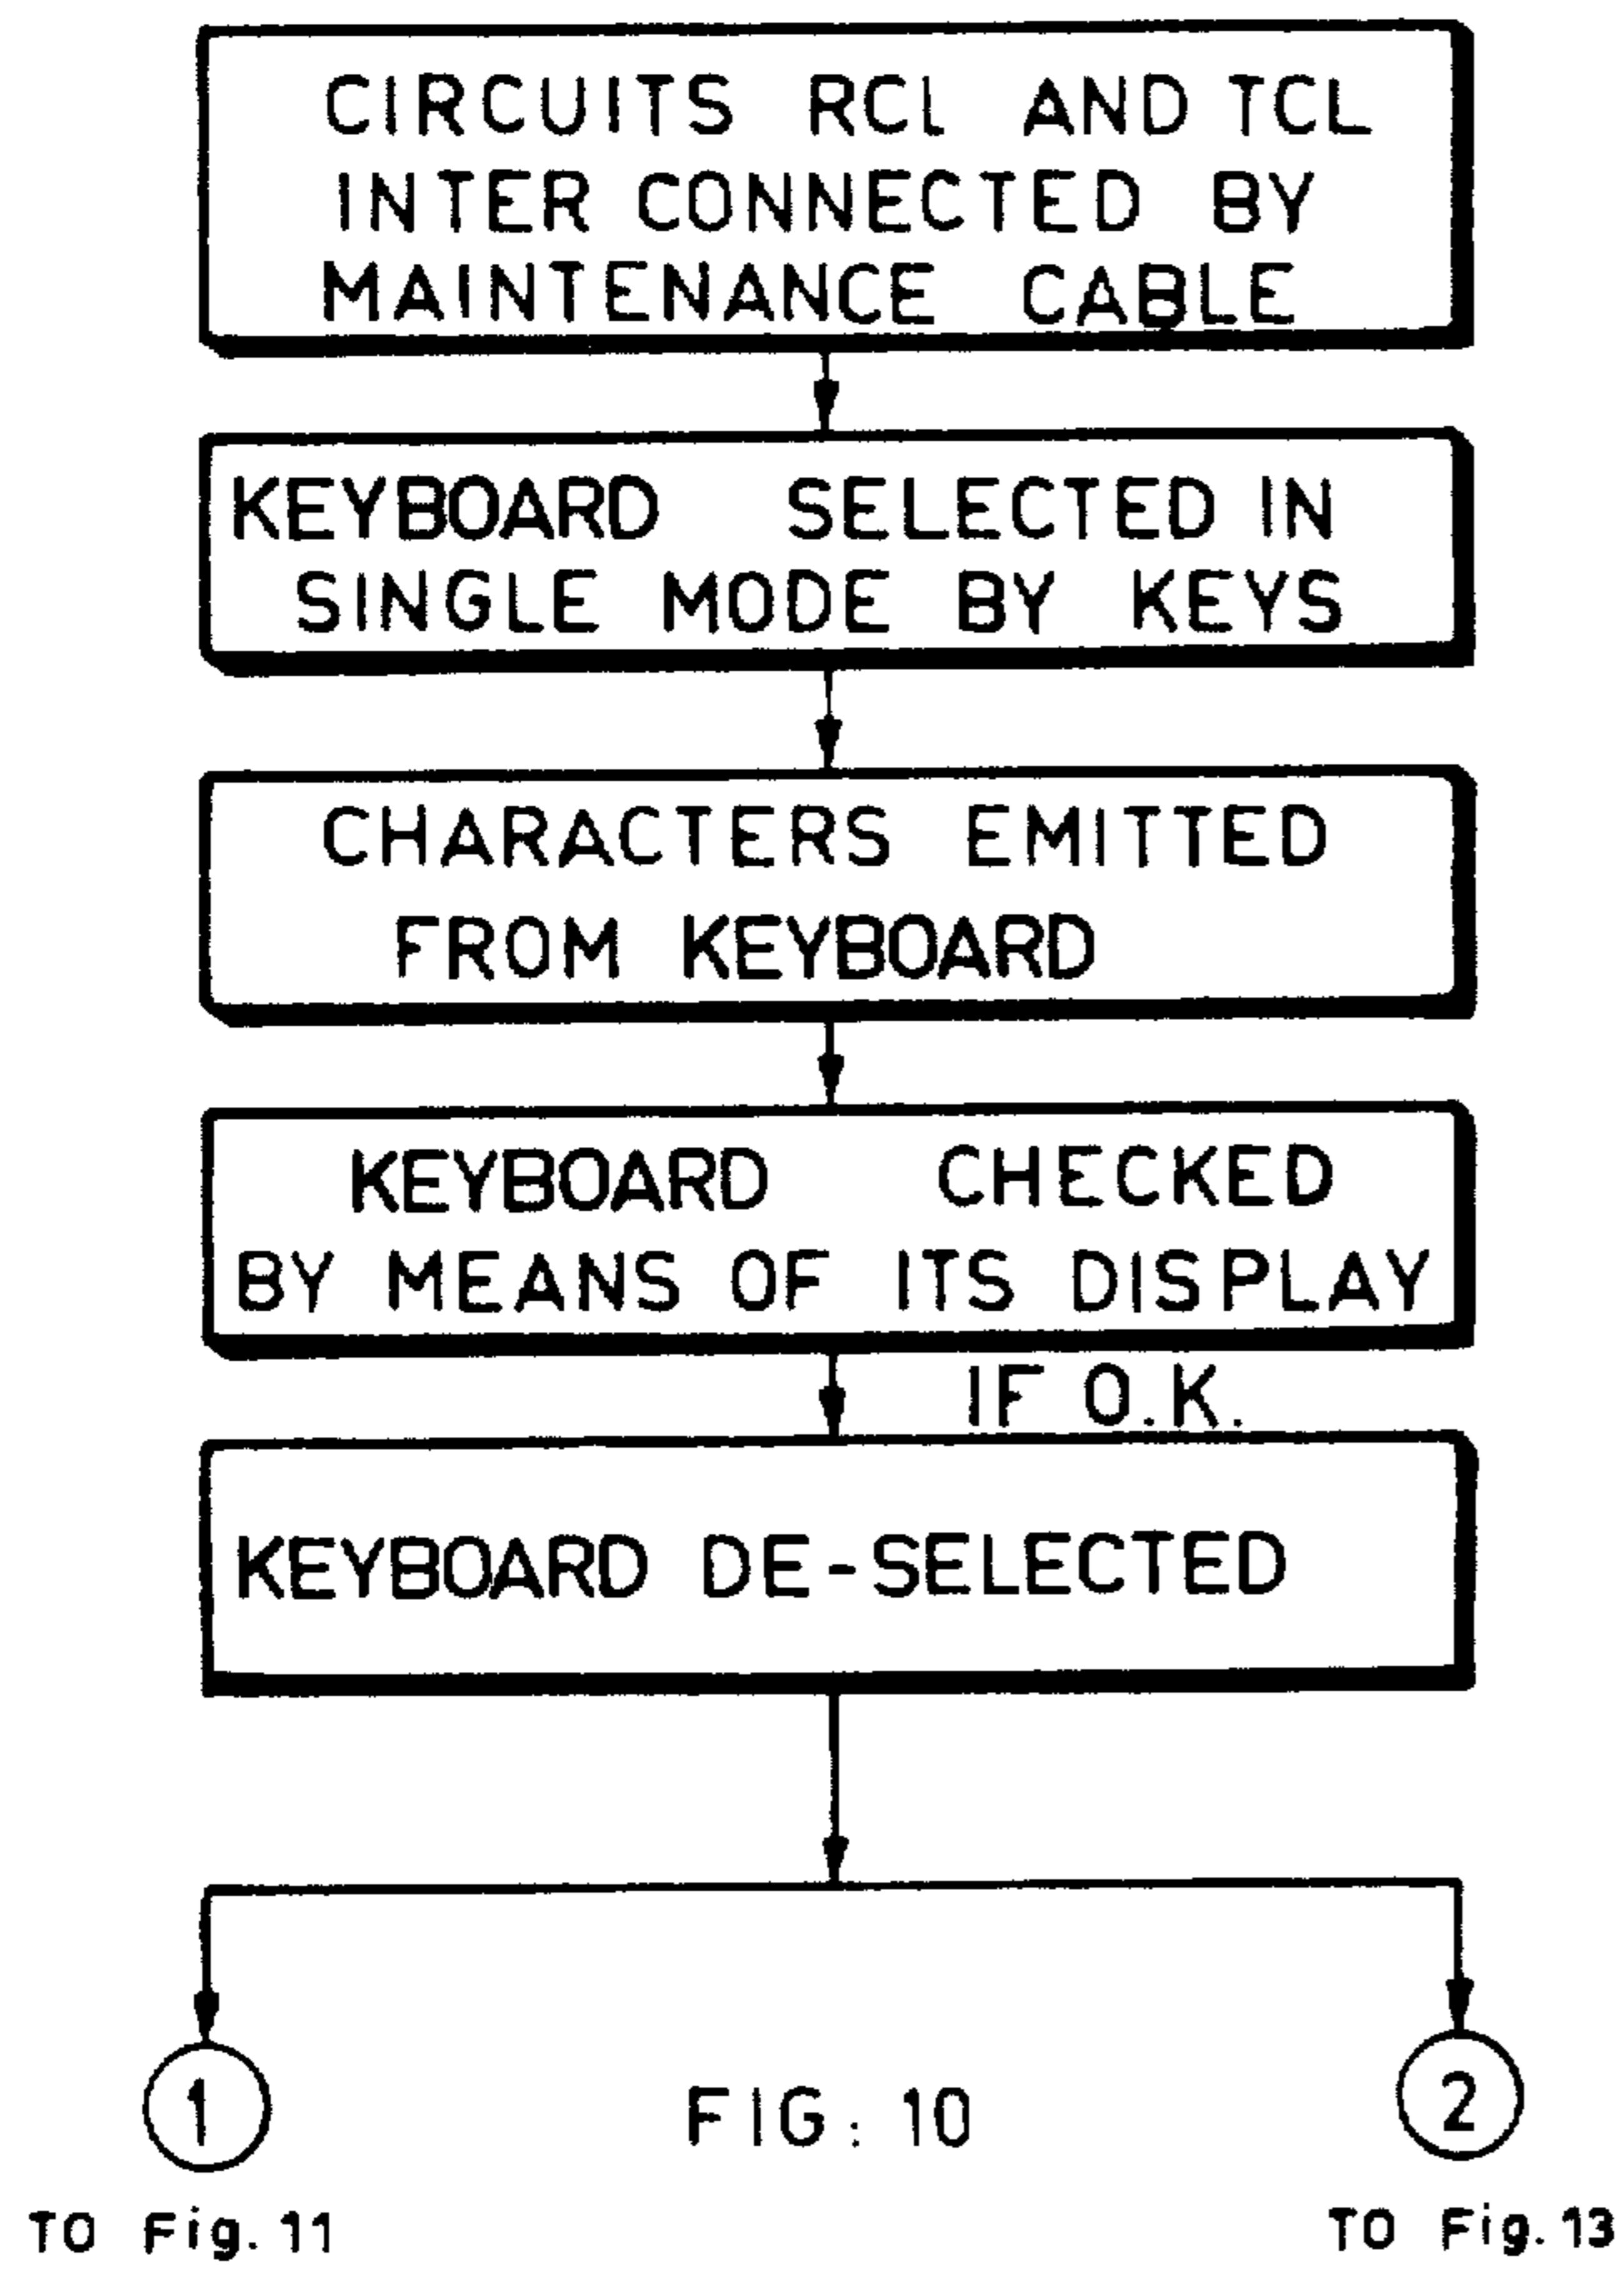 CIRCUITS RCL AND TCL
INTER CONNECTED BY
MAINTENANCE CABLE
KEYBOARD SELECTED IN
SINGLE MODE BY KEYS
CHARACTERS EMITTED
FROM KEYBOARD
KEYBOARD CHECKED
BY MEANS OF ITS DISPLAY
IF O.K.
KEYBOARD DE-SELECTED
1
FIG: 10
2
TO Fig. 11
TO Fig. 13